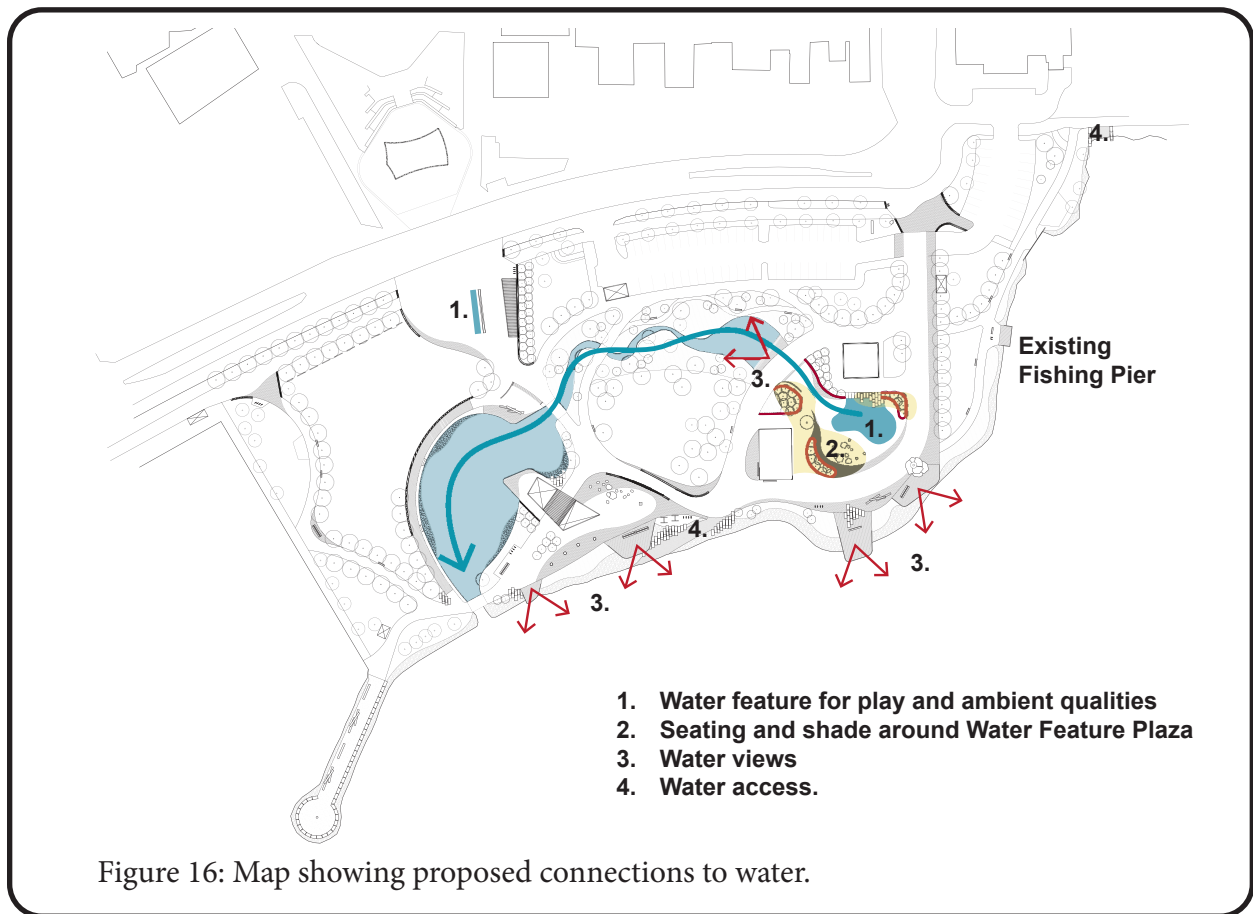 4.
1.
Existing
Fishing Pier
3.
1.
2.
4.
3.
3.
1. Water feature for play and ambient qualities
2. Seating and shade around Water Feature Plaza
3. Water views
4. Water access.
Figure 16: Map showing proposed connections to water.